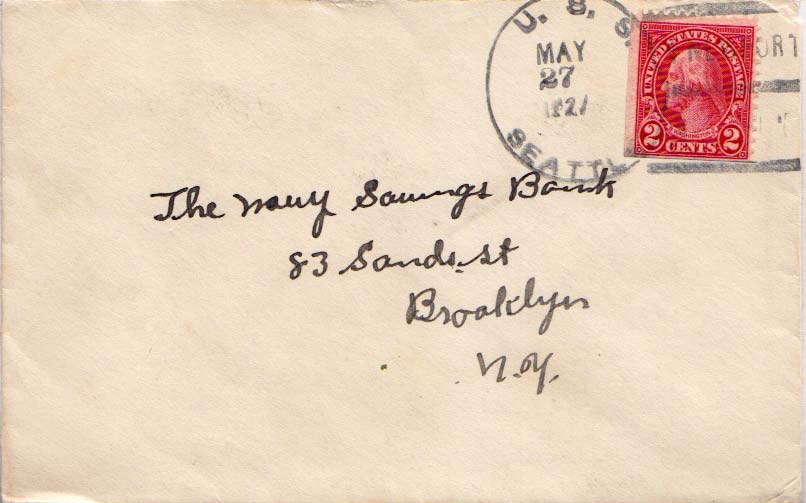 U. S. S.
MAY
27
1927
SEATTLE
NEWPORT
UNITED STATES POSTAGE
WASHINGTON
2 CENTS 2
The Navy Savings Bank
83 Sands St
Brooklyn
N.Y.